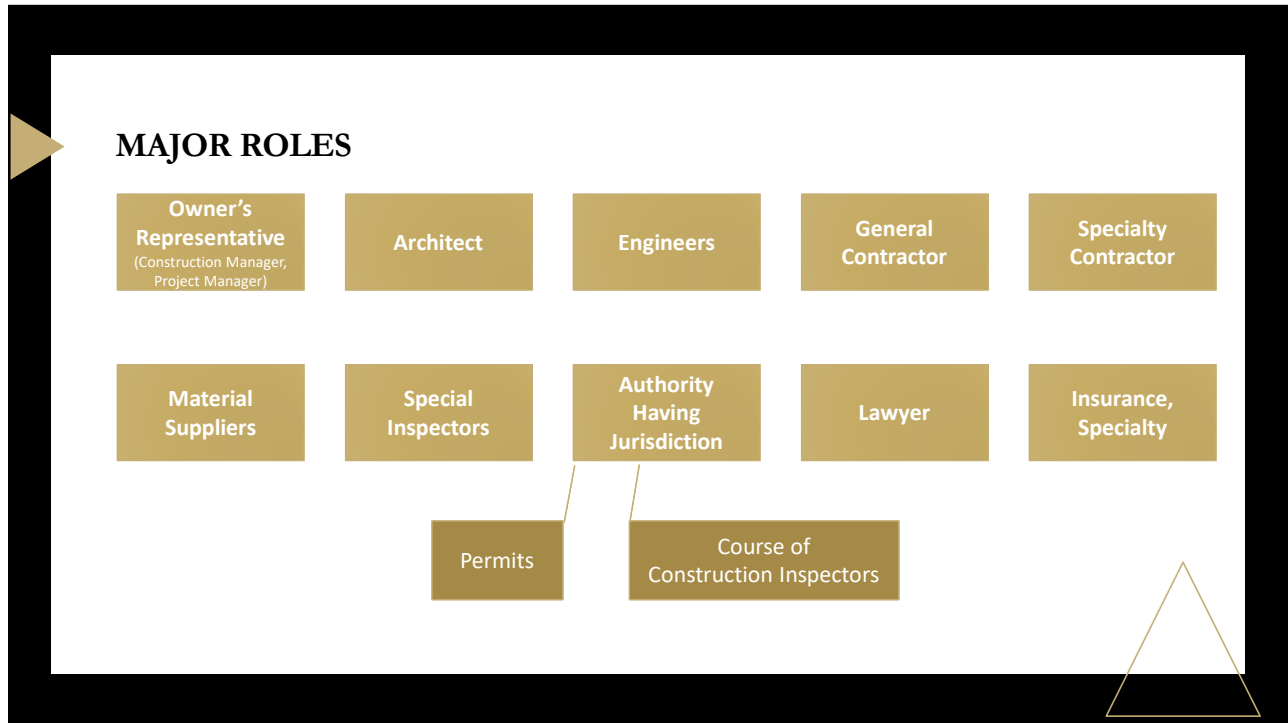 MAJOR ROLES
Owner’s
Representative
(Construction Manager,
Project Manager)
Architect
Engineers
General
Contractor
Specialty
Contractor
Material
Suppliers
Special
Inspectors
Authority
Having
Jurisdiction
Lawyer
Insurance,
Specialty
Permits
Course of
Construction Inspectors